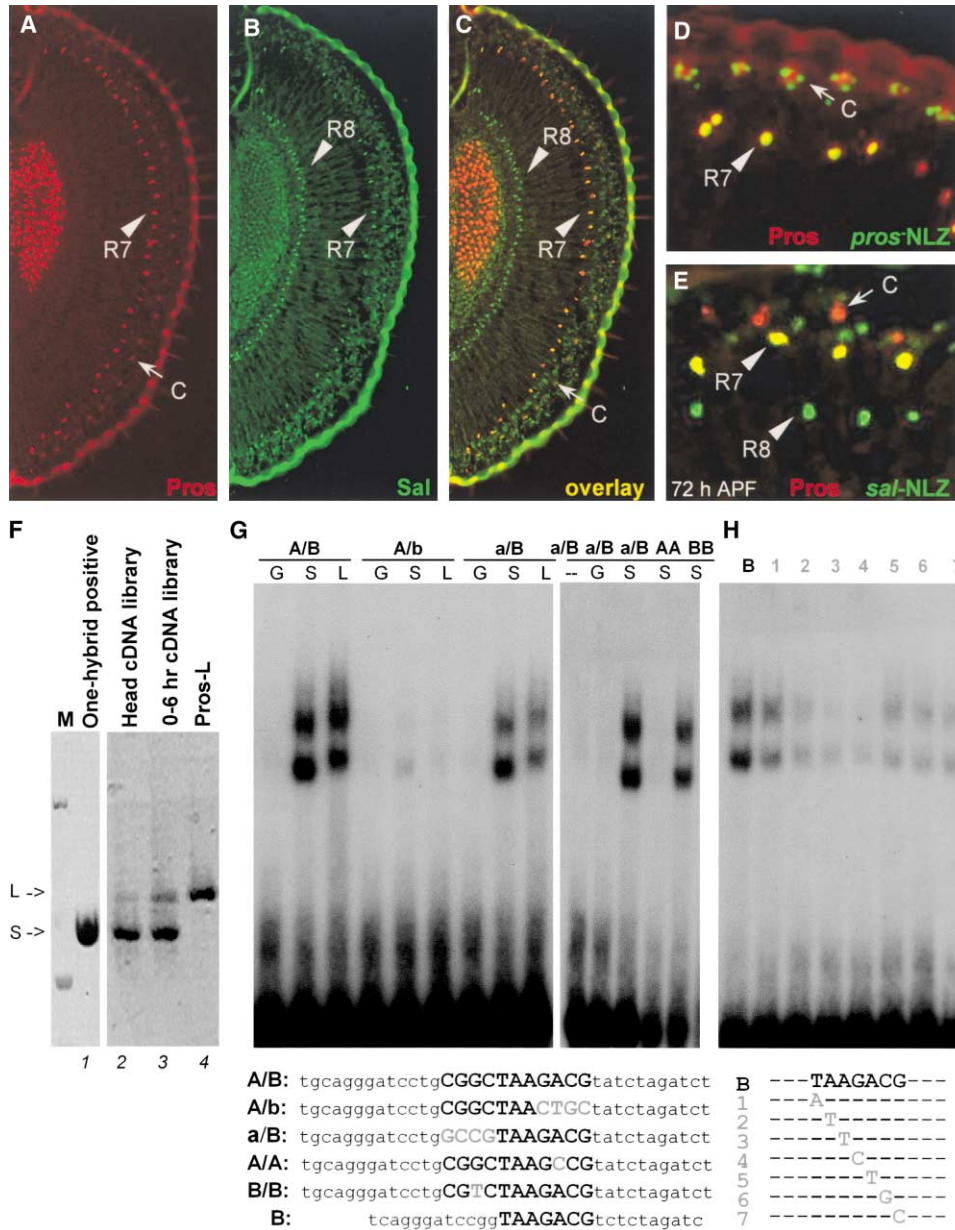 A
R7
C
Pros
B
R8
R7
Sal
C
R8
R7
C
overlay
D
C
R7
Pros pros-NLZ
E
C
R7
R8
72 h APF Pros sal-NLZ
F
M
One-hybrid positive
Head cDNA library
0-6 hr cDNA library
Pros-L
L ->
S ->
1 2 3 4
G
A/B A/b a/B a/B a/B a/B AA BB
G S L G S L G S L -- G S S S
A/B: tgcagggatcctgCGGCTAAGACGtatctagatct
A/b: tgcagggatcctgCGGCTAACTGCtatctagatct
a/B: tgcagggatcctgGCCGTAAGACGtatctagatct
A/A: tgcagggatcctgCGGCTAAGCCGtatctagatct
B/B: tgcagggatcctgCGTCTAAGACGtatctagatct
B: tcagggatccggTAAGACGtctctagatc
H
B 1 2 3 4 5 6 7
B ---TAAGACG----
1 ---A----------
2 ----T---------
3 -----T--------
4 ------C-------
5 -------T------
6 --------G-----
7 ---------C----